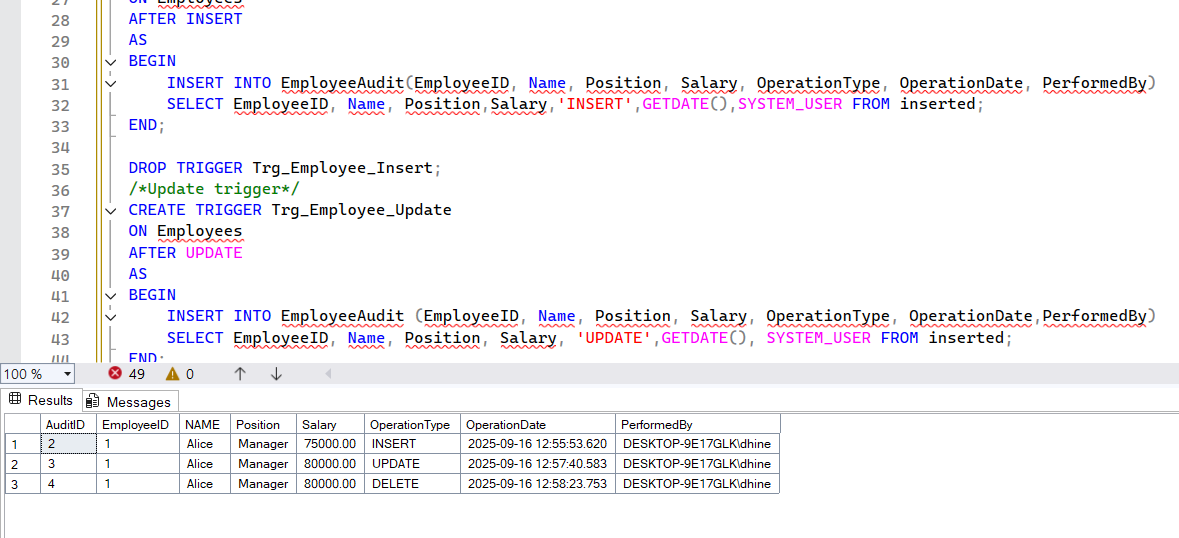 27 ON Employees
28 AFTER INSERT
29 AS
30 BEGIN
31 INSERT INTO EmployeeAudit(EmployeeID, Name, Position, Salary, OperationType, OperationDate, PerformedBy)
32 SELECT EmployeeID, Name, Position,Salary,'INSERT',GETDATE(),SYSTEM_USER FROM inserted;
33 END;
34
35 DROP TRIGGER Trg_Employee_Insert;
36 /*Update trigger*/
37 CREATE TRIGGER Trg_Employee_Update
38 ON Employees
39 AFTER UPDATE
40 AS
41 BEGIN
42 INSERT INTO EmployeeAudit (EmployeeID, Name, Position, Salary, OperationType, OperationDate,PerformedBy)
43 SELECT EmployeeID, Name, Position, Salary, 'UPDATE',GETDATE(), SYSTEM_USER FROM inserted;
44 END;
100 % 49 0
Results Messages
AuditID EmployeeID NAME Position Salary OperationType OperationDate PerformedBy
1 2 1 Alice Manager 75000.00 INSERT 2025-09-16 12:55:53.620 DESKTOP-9E17GLK\dhine
2 3 1 Alice Manager 80000.00 UPDATE 2025-09-16 12:57:40.583 DESKTOP-9E17GLK\dhine
3 4 1 Alice Manager 80000.00 DELETE 2025-09-16 12:58:23.753 DESKTOP-9E17GLK\dhine